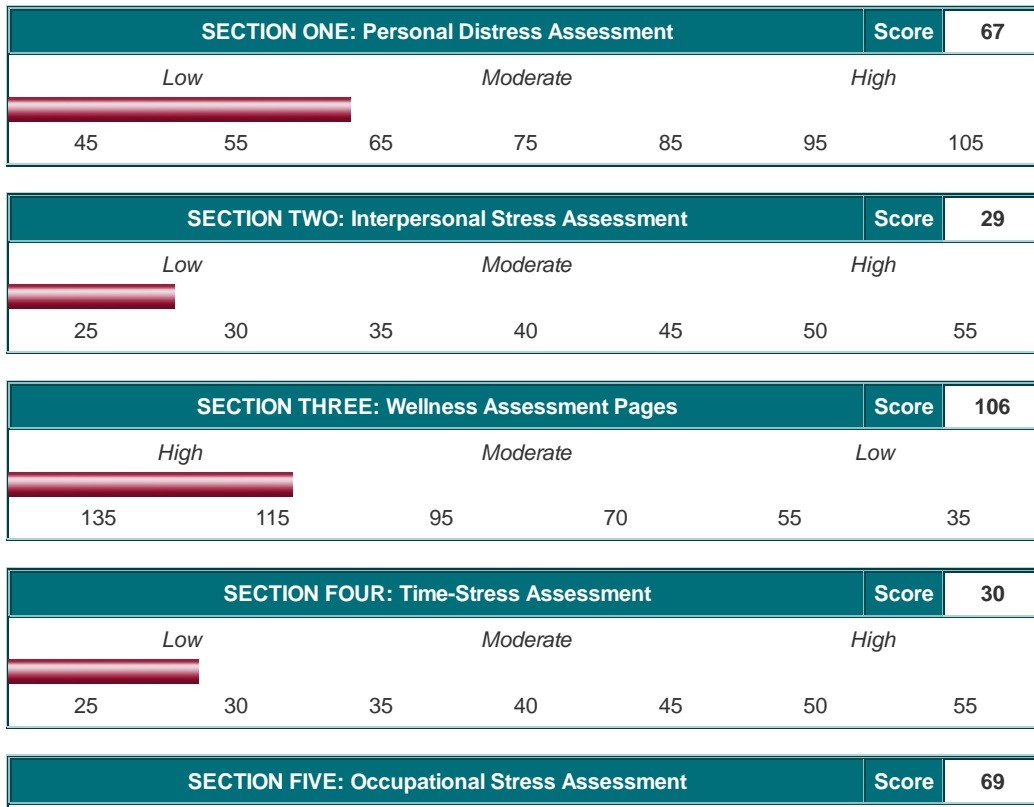 SECTION ONE: Personal Distress Assessment Score 67
Low Moderate High
45 55 65 75 85 95 105
SECTION TWO: Interpersonal Stress Assessment Score 29
Low Moderate High
25 30 35 40 45 50 55
SECTION THREE: Wellness Assessment Pages Score 106
High Moderate Low
135 115 95 70 55 35
SECTION FOUR: Time-Stress Assessment Score 30
Low Moderate High
25 30 35 40 45 50 55
SECTION FIVE: Occupational Stress Assessment Score 69